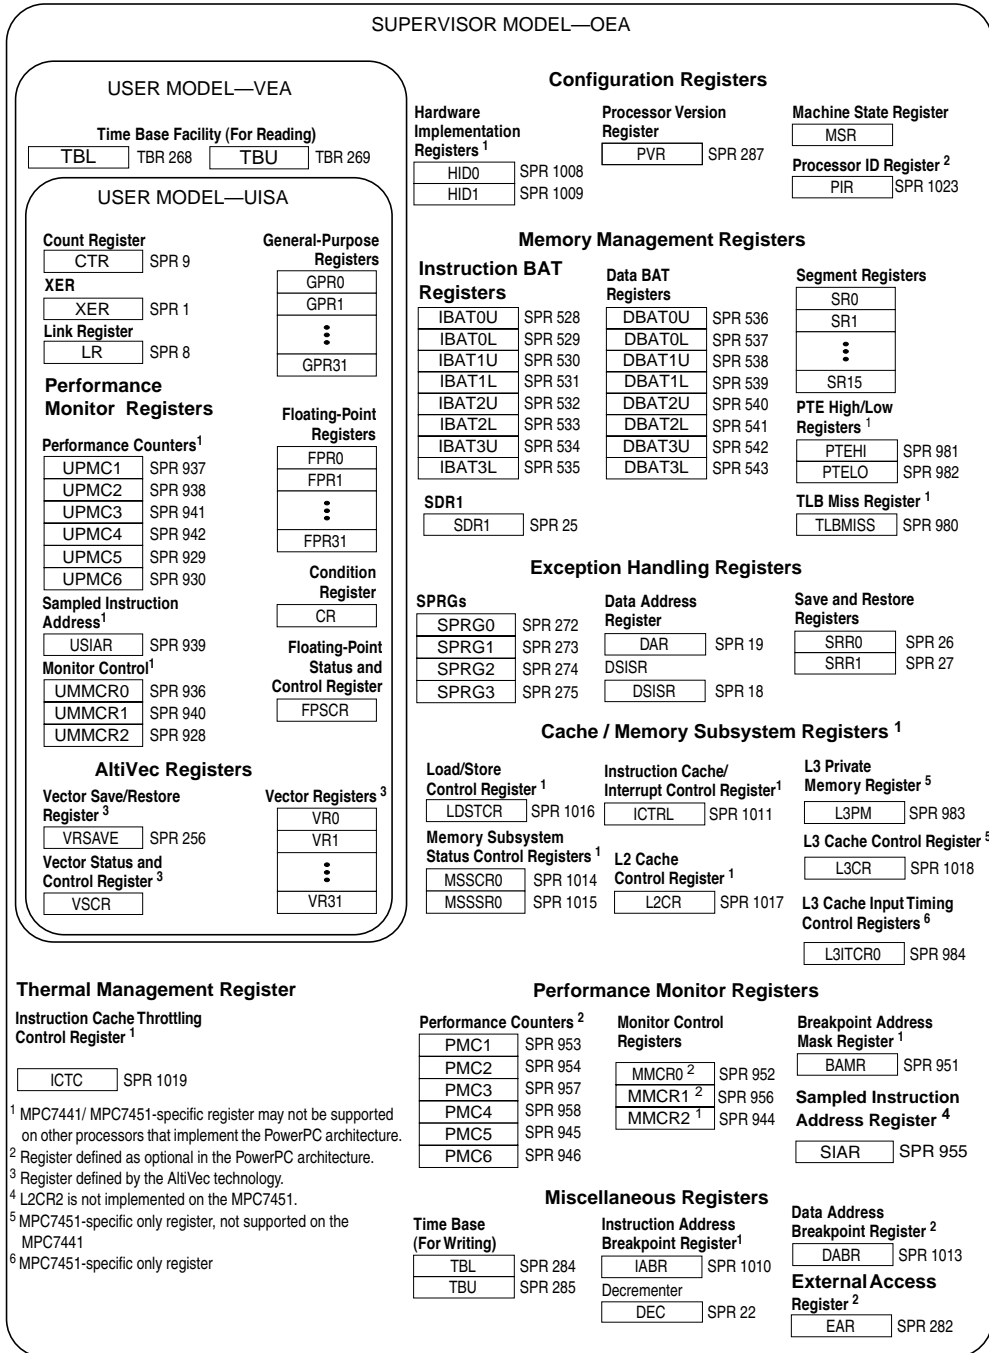 SUPERVISOR MODEL—OEA
USER MODEL—VEA
Time Base Facility (For Reading)
TBL TBR 268 TBU TBR 269
USER MODEL—UISA
Count Register
CTR SPR 9
XER
XER SPR 1
Link Register
LR SPR 8
General-Purpose
Registers
GPR0
GPR1
GPR31
Performance
Monitor Registers
Performance Counters1
UPMC1 SPR 937
UPMC2 SPR 938
UPMC3 SPR 941
UPMC4 SPR 942
UPMC5 SPR 929
UPMC6 SPR 930
Sampled Instruction
Address1
USIAR SPR 939
Monitor Control1
UMMCR0 SPR 936
UMMCR1 SPR 940
UMMCR2 SPR 928
Floating-Point
Registers
FPR0
FPR1
FPR31
Condition
Register
CR
Floating-Point
Status and
Control Register
FPSCR
AltiVec Registers
Vector Save/Restore
Register 3
VRSAVE SPR 256
Vector Status and
Control Register 3
VSCR
Vector Registers 3
VR0
VR1
VR31
Configuration Registers
Hardware
Implementation
Registers 1
HID0 SPR 1008
HID1 SPR 1009
Processor Version
Register
PVR SPR 287
Machine State Register
MSR
Processor ID Register 2
PIR SPR 1023
Memory Management Registers
Instruction BAT
Registers
IBAT0U SPR 528
IBAT0L SPR 529
IBAT1U SPR 530
IBAT1L SPR 531
IBAT2U SPR 532
IBAT2L SPR 533
IBAT3U SPR 534
IBAT3L SPR 535
Data BAT
Registers
DBAT0U SPR 536
DBAT0L SPR 537
DBAT1U SPR 538
DBAT1L SPR 539
DBAT2U SPR 540
DBAT2L SPR 541
DBAT3U SPR 542
DBAT3L SPR 543
Segment Registers
SR0
SR1
SR15
PTE High/Low
Registers 1
PTEHI SPR 981
PTELO SPR 982
TLB Miss Register 1
TLBMISS SPR 980
SDR1
SDR1 SPR 25
Exception Handling Registers
SPRGs
SPRG0 SPR 272
SPRG1 SPR 273
SPRG2 SPR 274
SPRG3 SPR 275
Data Address
Register
DAR SPR 19
DSISR
DSISR SPR 18
Save and Restore
Registers
SRR0 SPR 26
SRR1 SPR 27
Cache / Memory Subsystem Registers 1
Load/Store
Control Register 1
LDSTCR SPR 1016
Memory Subsystem
Status Control Registers 1
MSSCR0 SPR 1014
MSSSR0 SPR 1015
Instruction Cache/
Interrupt Control Register1
ICTRL SPR 1011
L2 Cache
Control Register 1
L2CR SPR 1017
L3 Private
Memory Register 5
L3PM SPR 983
L3 Cache Control Register 5
L3CR SPR 1018
L3 Cache Input Timing
Control Registers 6
L3ITCR0 SPR 984
Thermal Management Register
Instruction Cache Throttling
Control Register 1
ICTC SPR 1019
1 MPC7441/ MPC7451-specific register may not be supported
on other processors that implement the PowerPC architecture.
2 Register defined as optional in the PowerPC architecture.
3 Register defined by the AltiVec technology.
4 L2CR2 is not implemented on the MPC7451.
5 MPC7451-specific only register, not supported on the
MPC7441
6 MPC7451-specific only register
Performance Monitor Registers
Performance Counters 2
PMC1 SPR 953
PMC2 SPR 954
PMC3 SPR 957
PMC4 SPR 958
PMC5 SPR 945
PMC6 SPR 946
Monitor Control
Registers
MMCR0 2 SPR 952
MMCR1 2 SPR 956
MMCR2 1 SPR 944
Breakpoint Address
Mask Register 1
BAMR SPR 951
Sampled Instruction
Address Register 4
SIAR SPR 955
Miscellaneous Registers
Time Base
(For Writing)
TBL SPR 284
TBU SPR 285
Instruction Address
Breakpoint Register1
IABR SPR 1010
Decrementer
DEC SPR 22
Data Address
Breakpoint Register 2
DABR SPR 1013
External Access
Register 2
EAR SPR 282